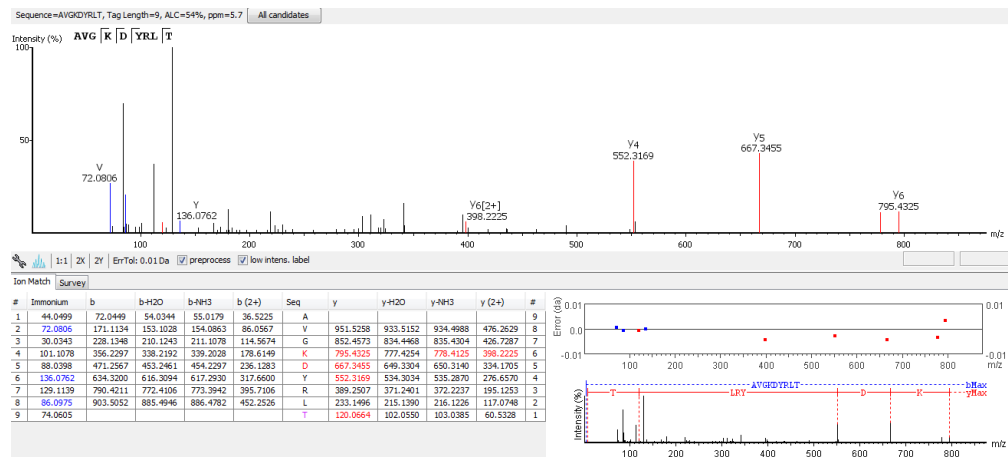 Sequence=AVGKDYRLT, Tag Length=9, ALC=54%, ppm=5.7 All candidates
Intensity (%) AVG K D YRL T
100
50
V
72.0806
Y
136.0762
y6[2+]
398.2225
y4
552.3169
y5
667.3455
y6
795.4325
100 200 300 400 500 600 700 800 m/z
1:1 2X 2Y ErrTol: 0.01 Da preprocess low intens. label
Ion Match Survey
# Immonium b b-H2O b-NH3 b (2+) Seq y y-H2O y-NH3 y (2+) #
1 44.0499 72.0449 54.0344 55.0179 36.5225 A 9
2 72.0806 171.1134 153.1028 154.0863 86.0567 V 951.5258 933.5152 934.4988 476.2629 8
3 30.0343 228.1348 210.1243 211.1078 114.5674 G 852.4573 834.4468 835.4304 426.7287 7
4 101.1078 356.2297 338.2192 339.2028 178.6149 K 795.4325 777.4254 778.4125 398.2225 6
5 88.0398 471.2567 453.2461 454.2297 236.1283 D 667.3455 649.3304 650.3140 334.1705 5
6 136.0762 634.3200 616.3094 617.2930 317.6600 Y 552.3169 534.3034 535.2870 276.6570 4
7 129.1139 790.4211 772.4106 773.3942 395.7106 R 389.2507 371.2401 372.2237 195.1253 3
8 86.0975 903.5052 885.4946 886.4782 452.2526 L 233.1496 215.1390 216.1226 117.0748 2
9 74.0605 T 120.0664 102.0550 103.0385 60.5328 1
Error (da)
0.01 0.01
0.0
-0.01 -0.01
100 200 300 400 500 600 700 800 m/z
AVGKDYRLT bMax
T LRY D K yMax
Intensity (%)
100 200 300 400 500 600 700 800 m/z